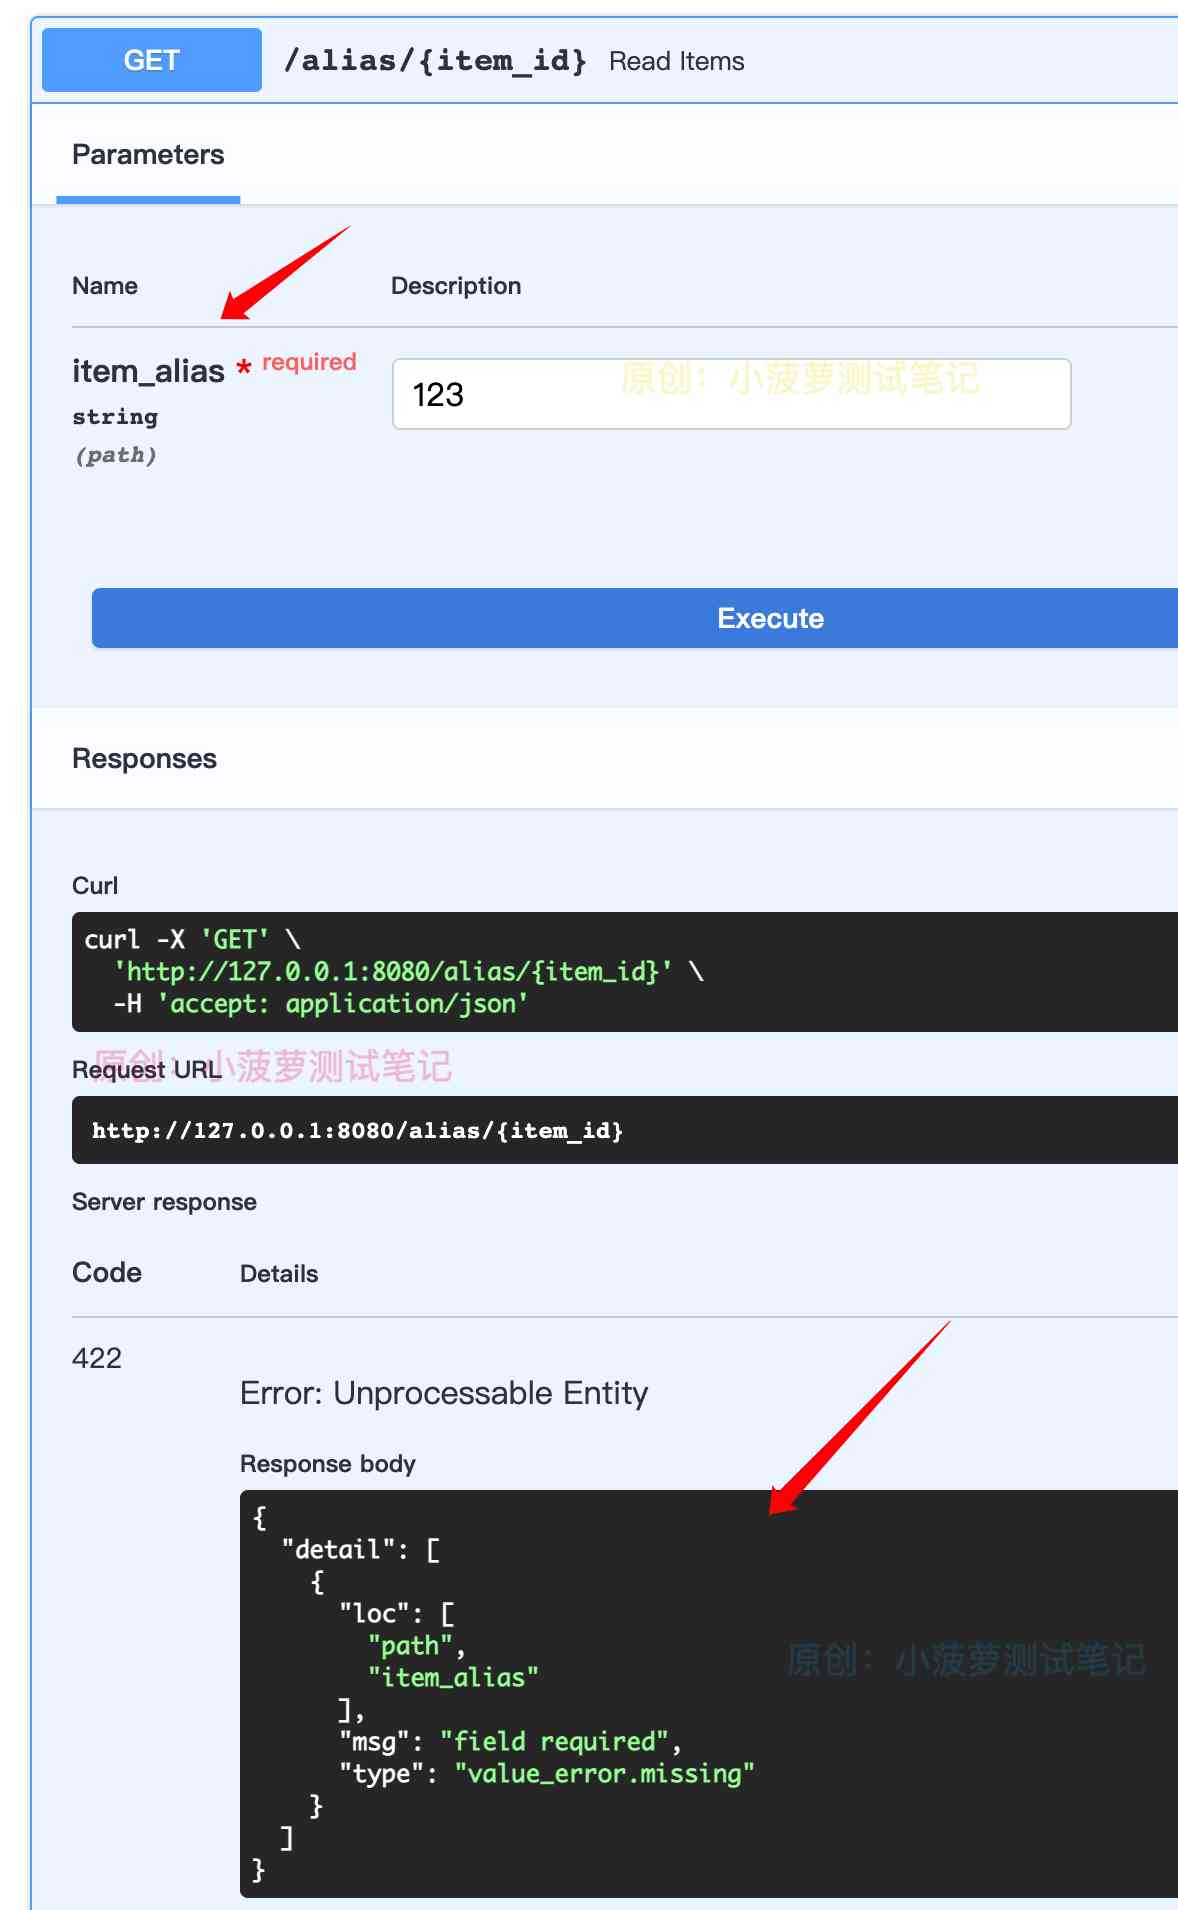 GET /alias/{item_id} Read Items
Parameters
Name Description
item_alias * required
string
(path)
123
原创：小菠萝测试笔记
Execute
Responses
Curl
curl -X 'GET' \
'http://127.0.0.1:8080/alias/{item_id}' \
-H 'accept: application/json'
原创：小菠萝测试笔记
Request URL
http://127.0.0.1:8080/alias/{item_id}
Server response
Code Details
422
Error: Unprocessable Entity
Response body
{
"detail": [
{
"loc": [
"path",
"item_alias"
],
"msg": "field required",
"type": "value_error.missing"
}
]
}
原创：小菠萝测试笔记